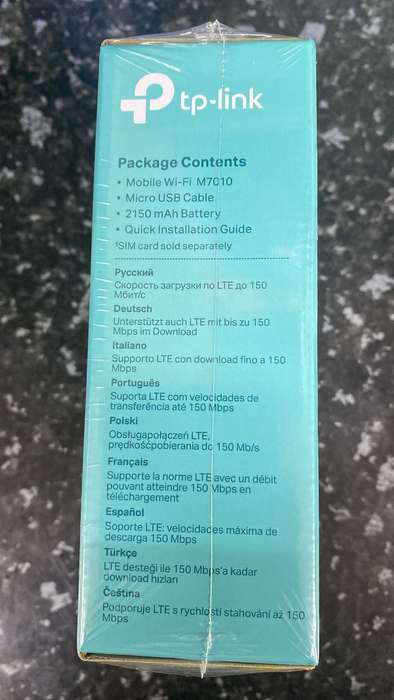 tp-link
Package Contents
• Mobile Wi-Fi M7010
• Micro USB Cable
• 2150 mAh Battery
• Quick Installation Guide
‡SIM card sold separately
Русский
Скорость загрузки по LTE до 150
Мбит/с
Deutsch
Unterstützt auch LTE mit bis zu 150
Mbps im Download
Italiano
Supporto LTE con download fino a 150
Mbps
Português
Suporta LTE com velocidades de
transferência até 150 Mbps
Polski
Obsługapołączeń LTE,
prędkośćpobierania do 150 Mb/s
Français
Supporte la norme LTE avec un débit
pouvant atteindre 150 Mbps en
téléchargement
Español
Soporte LTE: velocidades máxima de
descarga 150 Mbps
Türkçe
LTE desteği ile 150 Mbps'a kadar
download hızları
Čeština
Podporuje LTE s rychlostí stahování až 150
Mbps